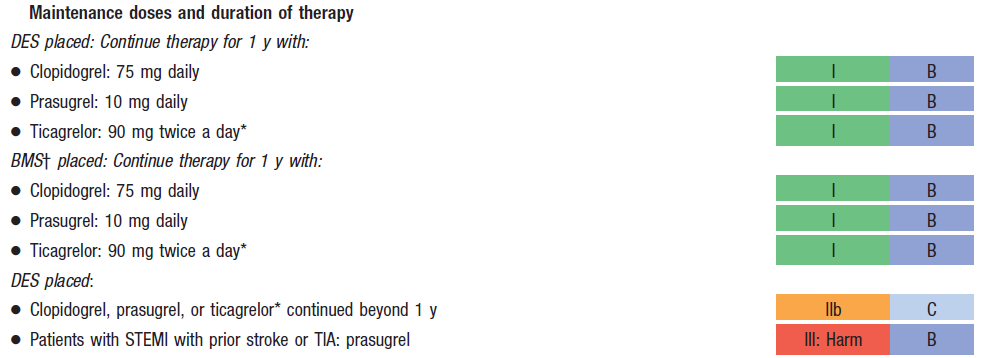 Maintenance doses and duration of therapy
DES placed: Continue therapy for 1 y with:
● Clopidogrel: 75 mg daily I B
● Prasugrel: 10 mg daily I B
● Ticagrelor: 90 mg twice a day* I B
BMS† placed: Continue therapy for 1 y with:
● Clopidogrel: 75 mg daily I B
● Prasugrel: 10 mg daily I B
● Ticagrelor: 90 mg twice a day* I B
DES placed:
● Clopidogrel, prasugrel, or ticagrelor* continued beyond 1 y IIb C
● Patients with STEMI with prior stroke or TIA: prasugrel III: Harm B